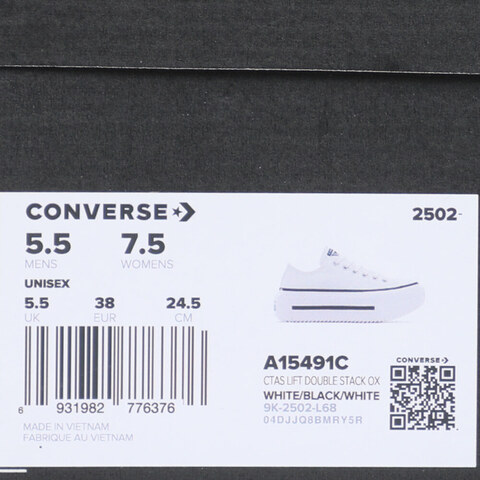 CONVERSE
2502-
5.5 7.5
MENS WOMENS
UNISEX
5.5 38 24.5
UK EUR CM
6 931982 776376
MADE IN VIETNAM
FABRIQUE AU VIETNAM
A15491C
CTAS LIFT DOUBLE STACK OX
WHITE/BLACK/WHITE
9K-2502-L68
04DJJQ8BMRY5R
CONVERSE